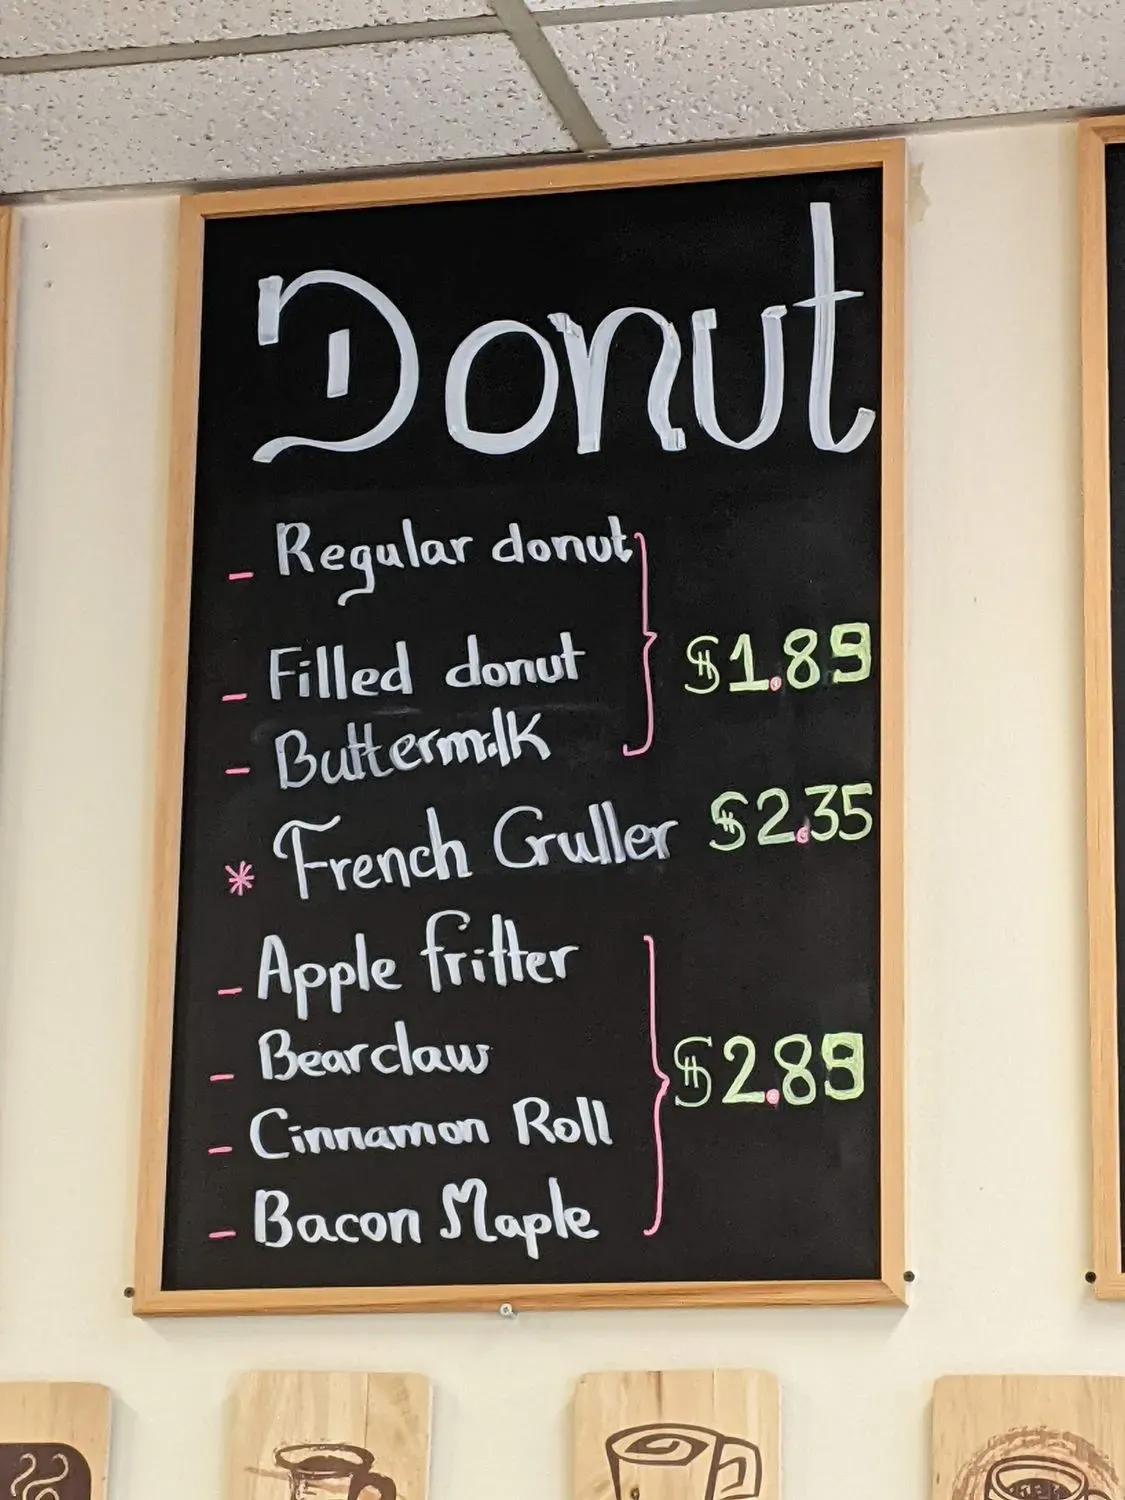 Donut
- Regular donut
- Filled donut
$1.89
- Buttermilk
* French Cruller $2.35
- Apple fritter
- Bearclaw
$2.89
- Cinnamon Roll
- Bacon Maple